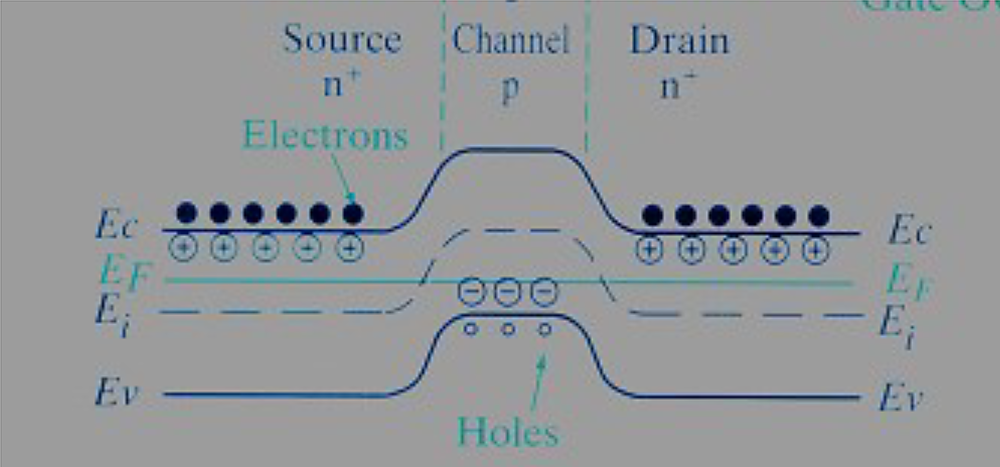 Source Channel Drain
n⁺ p n⁺
Electrons
Ec Ec
+ + + + + + + + + +
EF EF
− − −
Ei Ei
Ev Ev
Holes